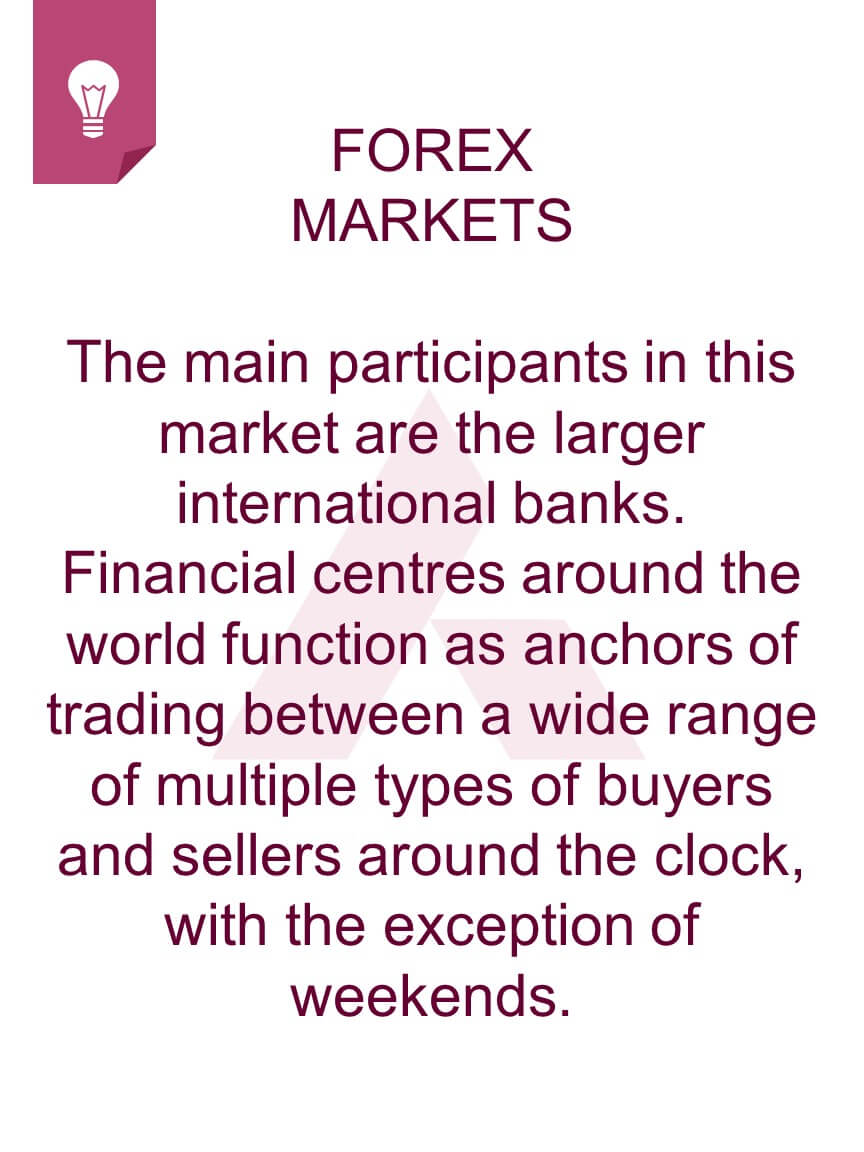 FOREX
MARKETS
The main participants in this
market are the larger
international banks.
Financial centres around the
world function as anchors of
trading between a wide range
of multiple types of buyers
and sellers around the clock,
with the exception of
weekends.